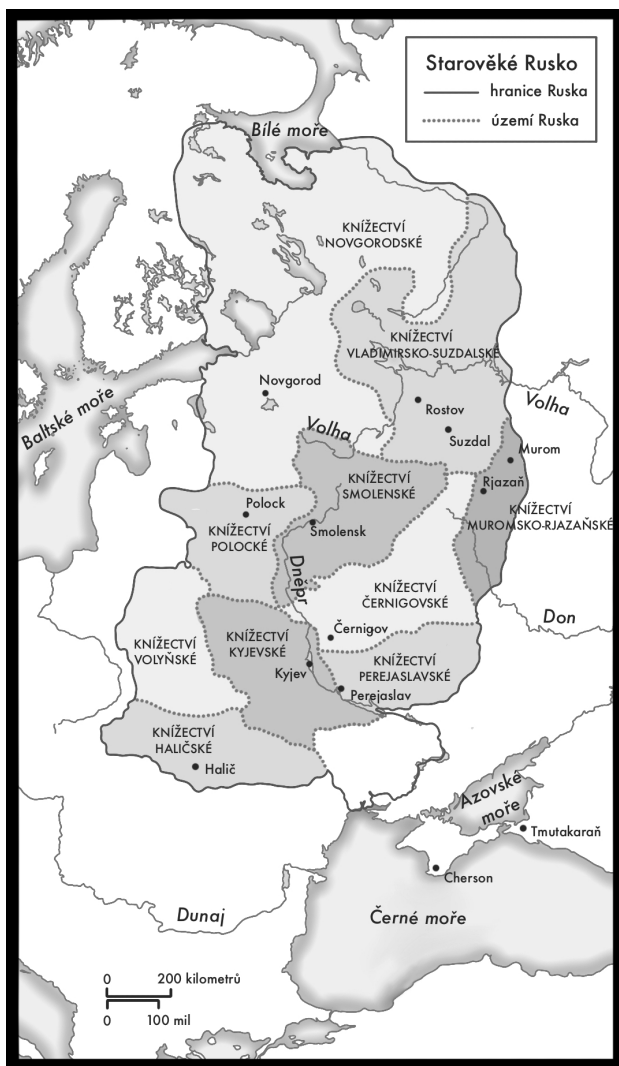 Starověké Rusko
hranice Ruska
území Ruska
Bílé moře
KNÍŽECTVÍ
NOVGORODSKÉ
KNÍŽECTVÍ
VLADIMIRSKO-SUZDALSKÉ
Novgorod
Rostov
Volha
Baltské moře
Volha
Suzdal
Murom
KNÍŽECTVÍ
SMOLENSKÉ
Rjazaň
Polock
KNÍŽECTVÍ
MUROMSKO-RJAZAŇSKÉ
KNÍŽECTVÍ
POLOCKÉ
Smolensk
Dněpr
KNÍŽECTVÍ
ČERNIGOVSKÉ
Don
Černigov
KNÍŽECTVÍ
VOLYŇSKÉ
KNÍŽECTVÍ
KYJEVSKÉ
Kyjev
KNÍŽECTVÍ
PEREJASLAVSKÉ
Perejaslav
KNÍŽECTVÍ
HALIČSKÉ
Halič
Azovské
moře
Tmutakaraň
Cherson
Dunaj
Černé moře
0 200 kilometrů
0 100 mil